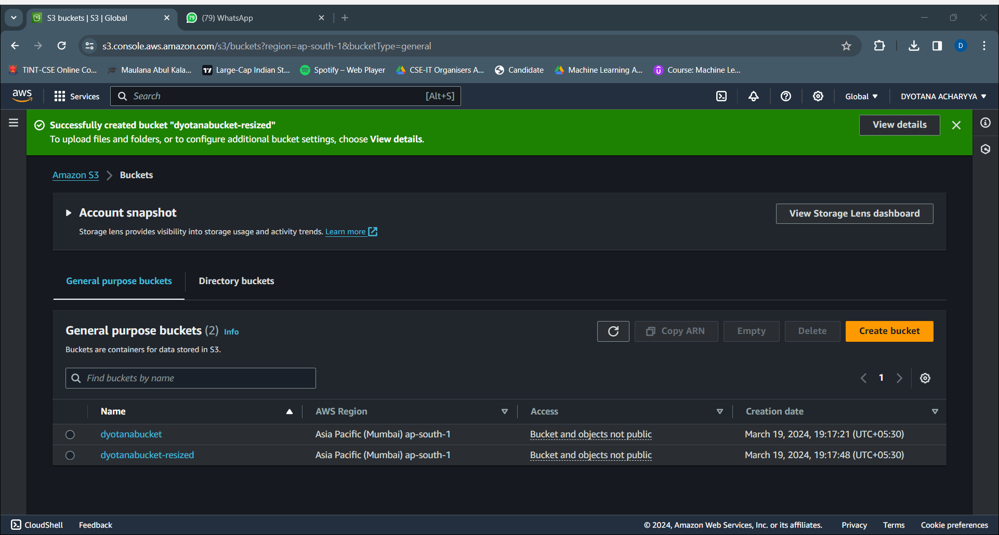 S3 buckets | S3 | Global
79
(79) WhatsApp
s3.console.aws.amazon.com/s3/buckets?region=ap-south-1&bucketType=general
D
TINT-CSE Online Co...
Maulana Abul Kala...
Large-Cap Indian St...
Spotify – Web Player
CSE-IT Organisers A...
Candidate
Machine Learning A...
Course: Machine Le...
aws
Services
Search
[Alt+S]
Global
DYOTANA ACHARYYA
Successfully created bucket "dyotanabucket-resized"
To upload files and folders, or to configure additional bucket settings, choose View details.
View details
Amazon S3
Buckets
Account snapshot
Storage lens provides visibility into storage usage and activity trends. Learn more
View Storage Lens dashboard
General purpose buckets
Directory buckets
General purpose buckets (2) Info
Buckets are containers for data stored in S3.
Copy ARN
Empty
Delete
Create bucket
Find buckets by name
1
Name
AWS Region
Access
Creation date
dyotanabucket
Asia Pacific (Mumbai) ap-south-1
Bucket and objects not public
March 19, 2024, 19:17:21 (UTC+05:30)
dyotanabucket-resized
Asia Pacific (Mumbai) ap-south-1
Bucket and objects not public
March 19, 2024, 19:17:48 (UTC+05:30)
CloudShell
Feedback
© 2024, Amazon Web Services, Inc. or its affiliates.
Privacy
Terms
Cookie preferences